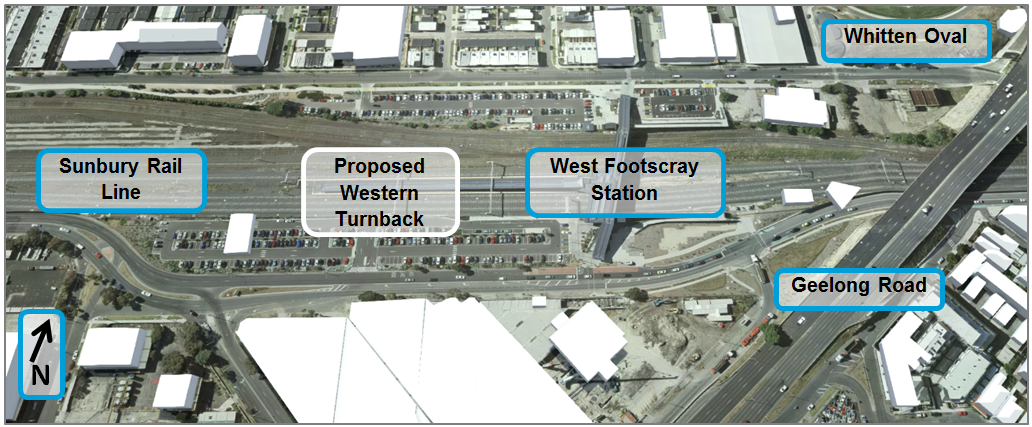 Whitten Oval
Sunbury Rail
Line
Proposed
Western
Turnback
West Footscray
Station
Geelong Road
N